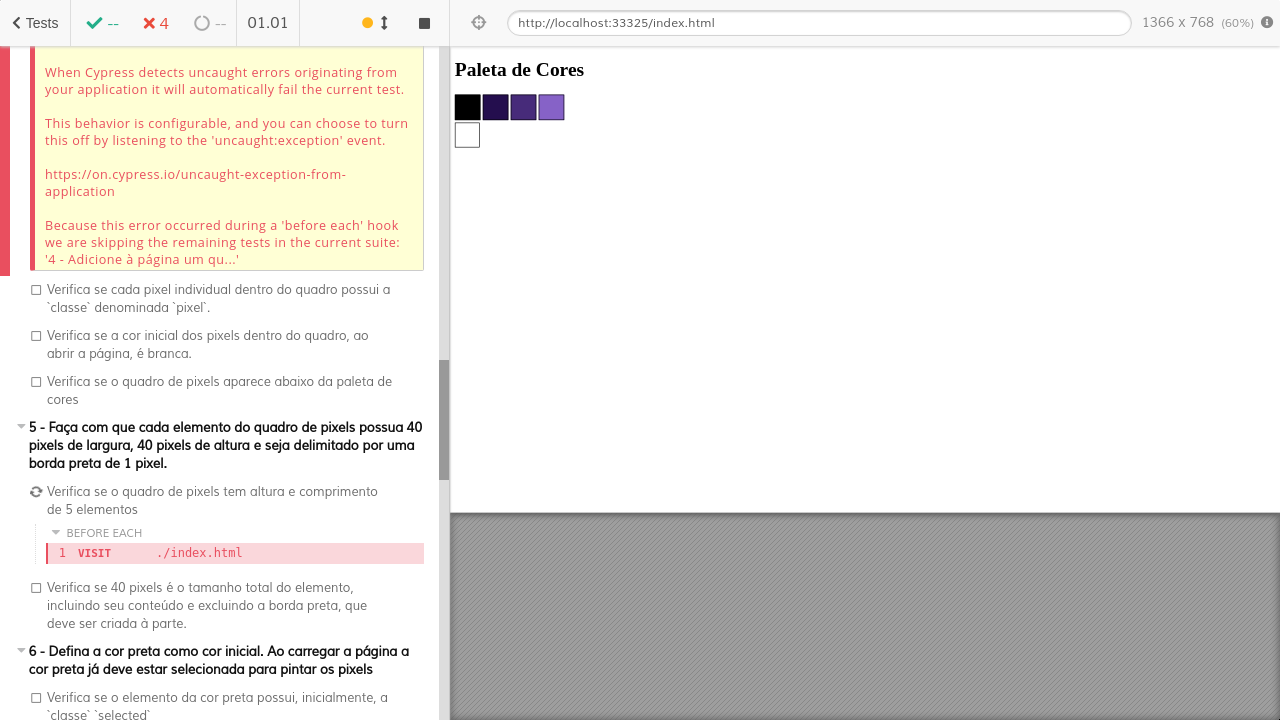 Tests
--
4
--
01.01
http://localhost:33325/index.html
1366 x 768 (60%)
When Cypress detects uncaught errors originating from
your application it will automatically fail the current test.
This behavior is configurable, and you can choose to turn
this off by listening to the 'uncaught:exception' event.
https://on.cypress.io/uncaught-exception-from-
application
Because this error occurred during a 'before each' hook
we are skipping the remaining tests in the current suite:
'4 - Adicione à página um qu...'
Verifica se cada pixel individual dentro do quadro possui a
`classe` denominada `pixel`.
Verifica se a cor inicial dos pixels dentro do quadro, ao
abrir a página, é branca.
Verifica se o quadro de pixels aparece abaixo da paleta de
cores
5 - Faça com que cada elemento do quadro de pixels possua 40
pixels de largura, 40 pixels de altura e seja delimitado por uma
borda preta de 1 pixel.
Verifica se o quadro de pixels tem altura e comprimento
de 5 elementos
BEFORE EACH
1 VISIT ./index.html
Verifica se 40 pixels é o tamanho total do elemento,
incluindo seu conteúdo e excluindo a borda preta, que
deve ser criada à parte.
6 - Defina a cor preta como cor inicial. Ao carregar a página a
cor preta já deve estar selecionada para pintar os pixels
Verifica se o elemento da cor preta possui, inicialmente, a
`classe` `selected`
Paleta de Cores